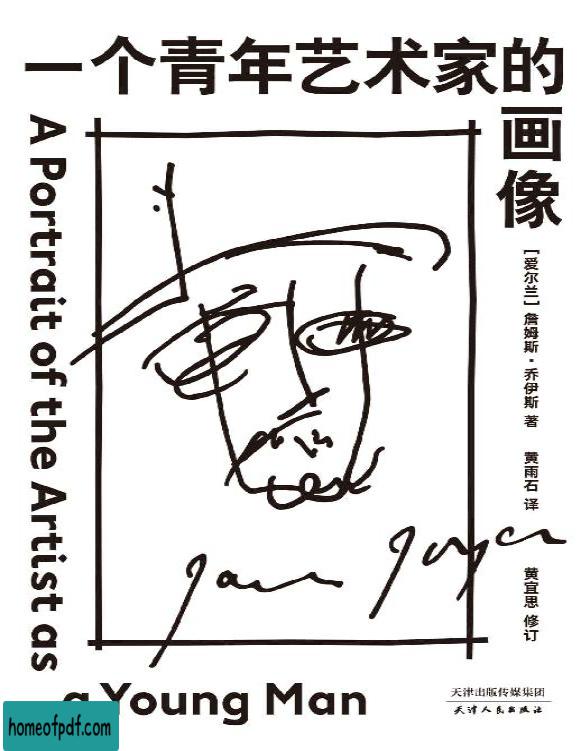 一个青年艺术家的
画像
A Portrait of the Artist as
a Young Man
[爱尔兰] 詹姆斯·乔伊斯 著
黄雨石 译
黄宜思 修订
James Joyce
天津出版传媒集团
天津人民出版社
homeofpdf.com